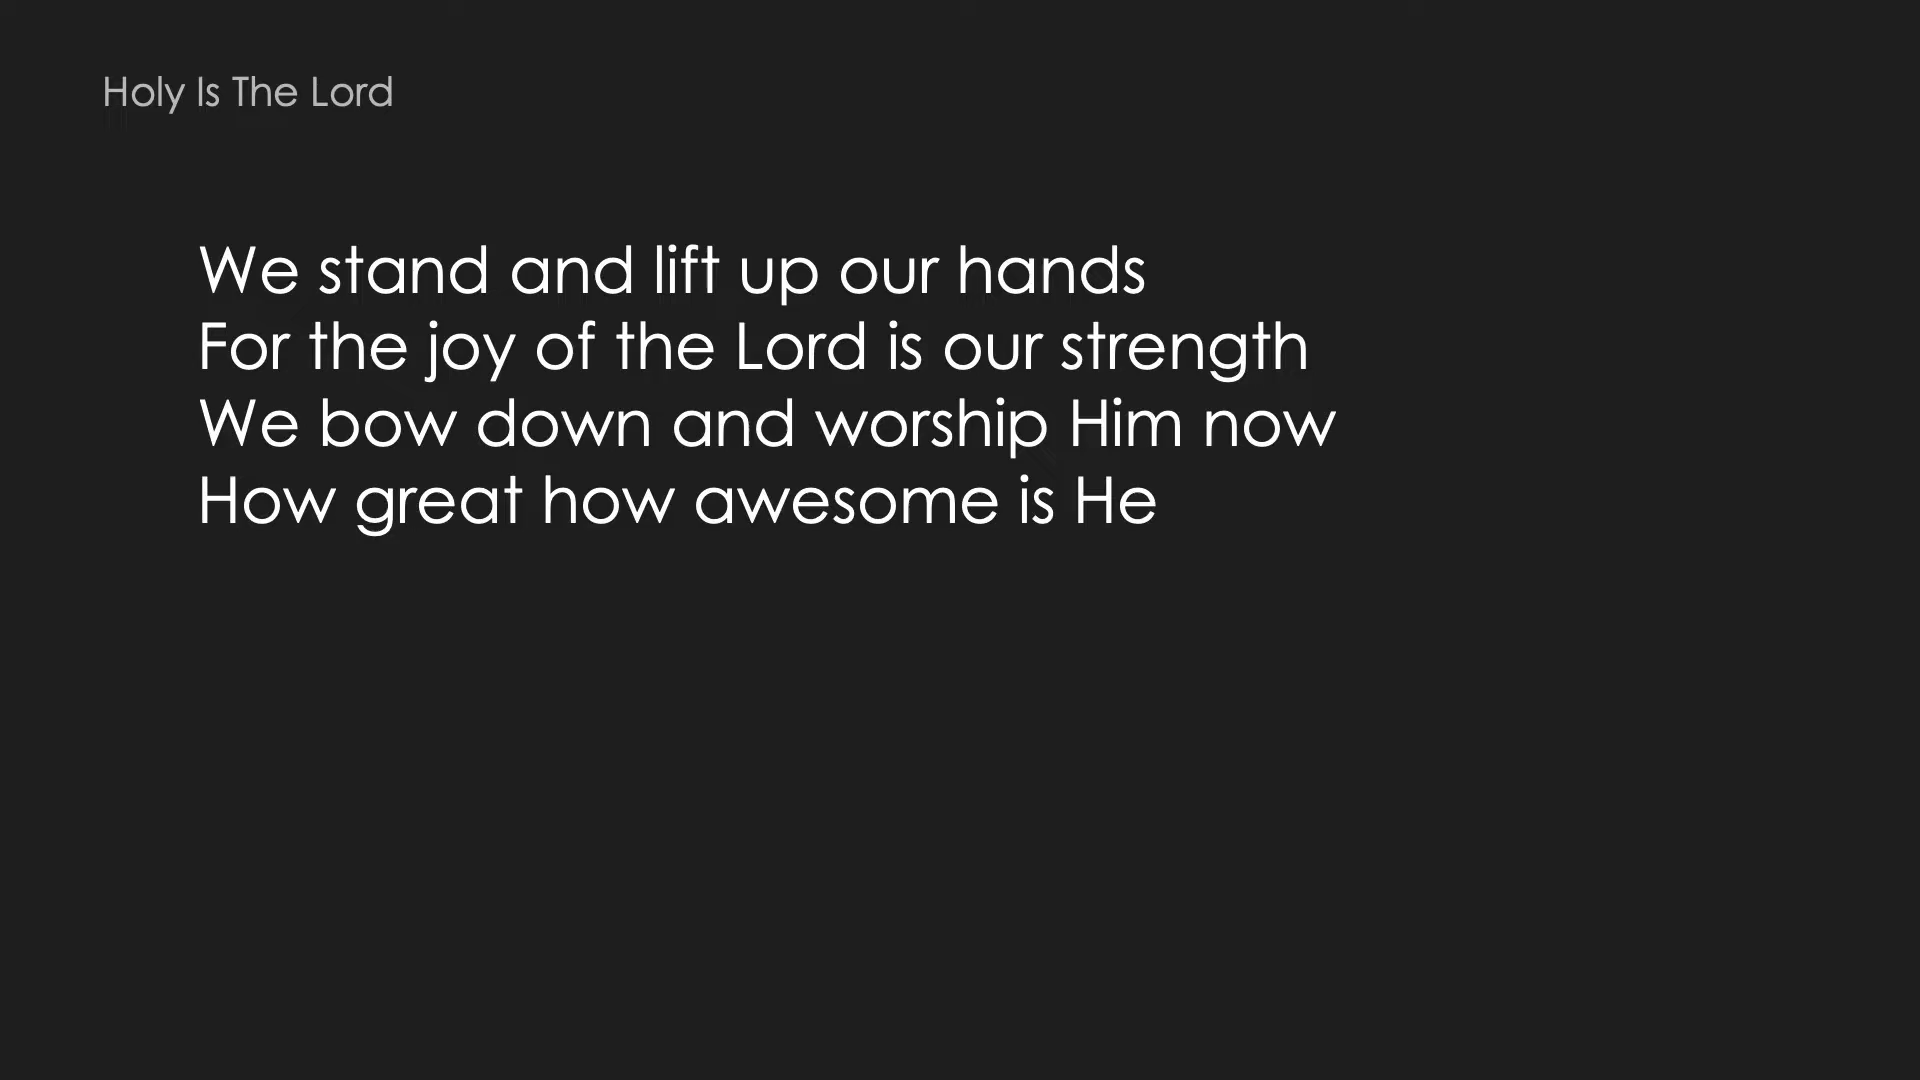 Holy Is The Lord
We stand and lift up our hands
For the joy of the Lord is our strength
We bow down and worship Him now
How great how awesome is He